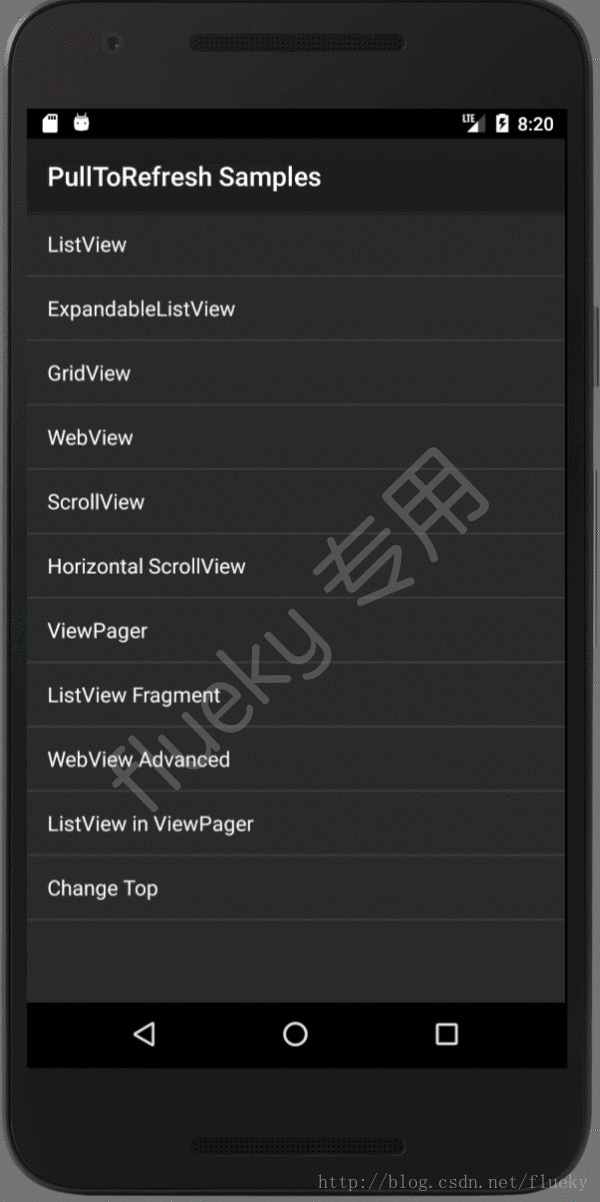 LTE 8:20
PullToRefresh Samples
ListView
ExpandableListView
GridView
WebView
ScrollView
Horizontal ScrollView
ViewPager
ListView Fragment
WebView Advanced
ListView in ViewPager
Change Top
flueky 专用
http://blog.csdn.net/flueky